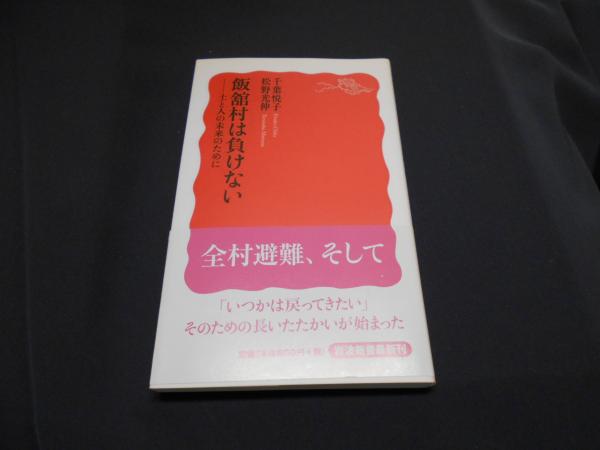 飯舘村は負けない
──土と人の未来のために
千葉悦子
松野光伸
全村避難、そして
「いつかは戻ってきたい」
そのための長いたたかいが始まった
岩波新書最新刊